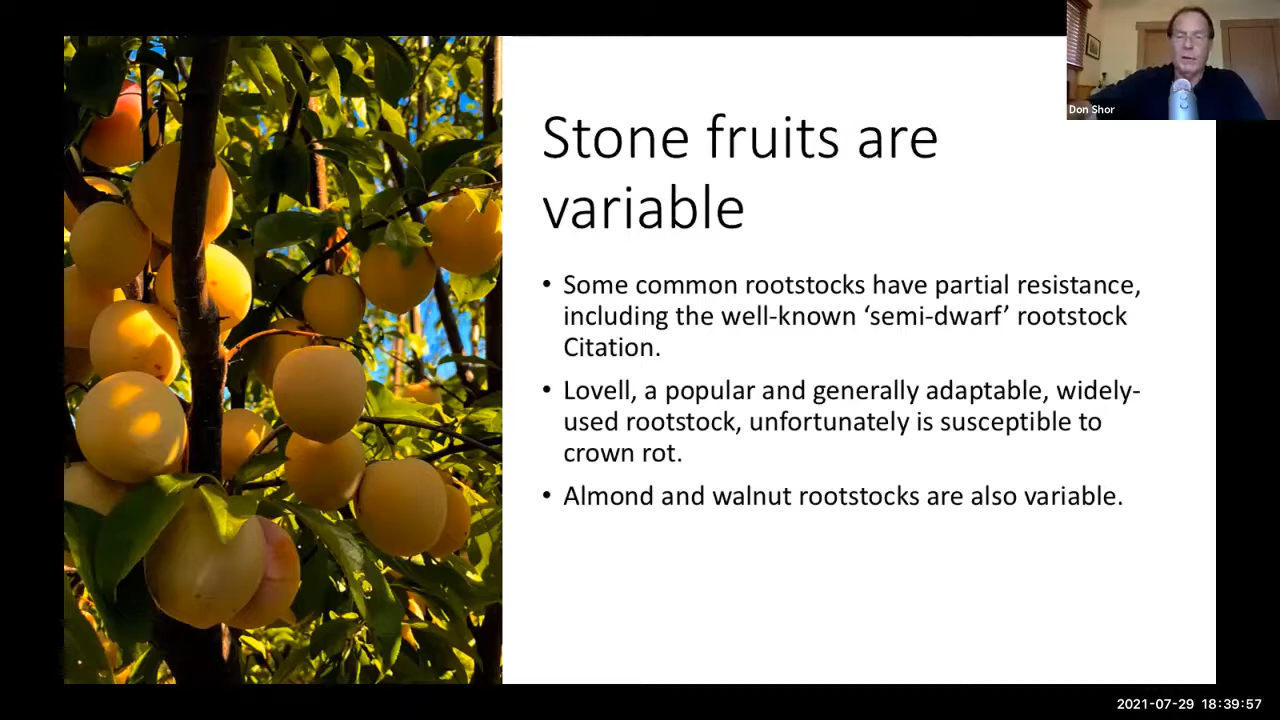 Don Shor
Stone fruits are
variable
• Some common rootstocks have partial resistance,
including the well-known ‘semi-dwarf’ rootstock
Citation.
• Lovell, a popular and generally adaptable, widely-
used rootstock, unfortunately is susceptible to
crown rot.
• Almond and walnut rootstocks are also variable.
2021-07-29 18:39:57